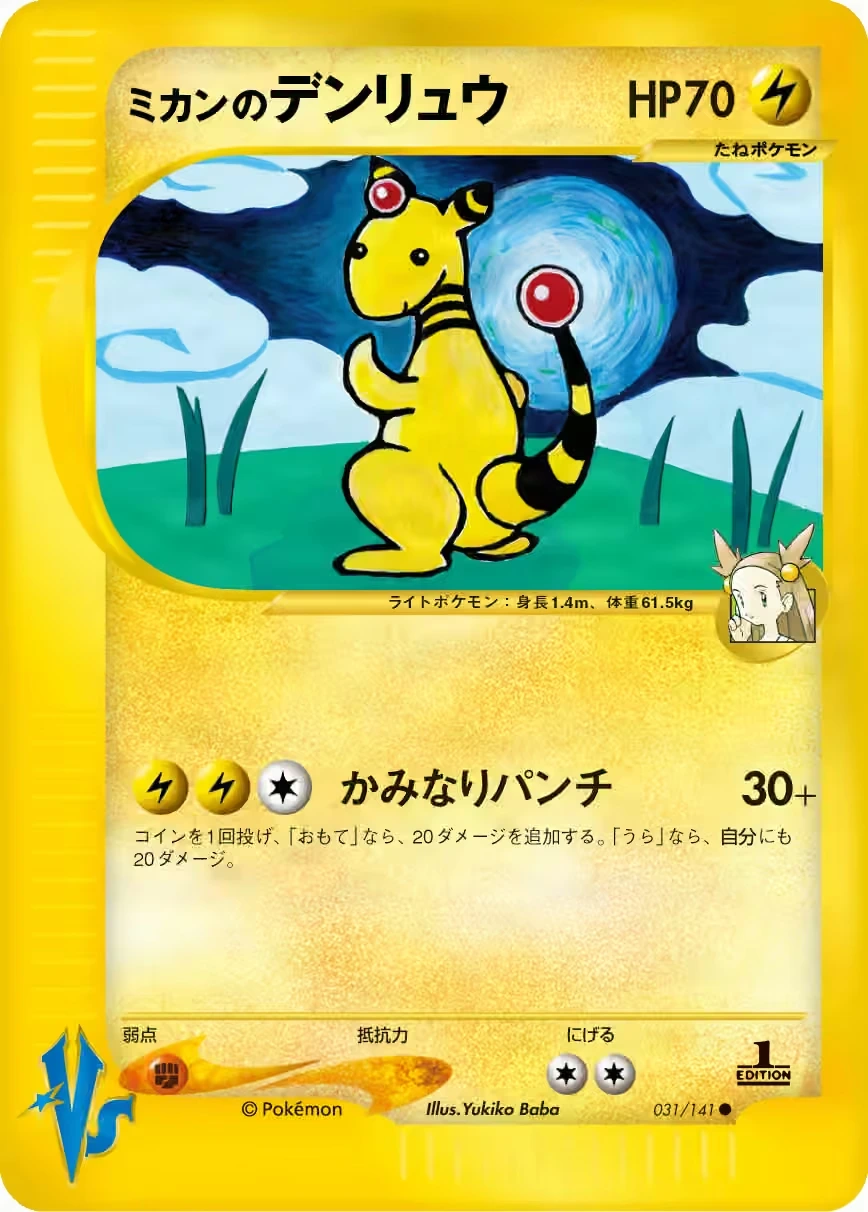 ミカンのデンリュウ HP70
たねポケモン
ライトポケモン：身長1.4m、体重61.5kg
かみなりパンチ 30+
コインを1回投げ、「おもて」なら、20ダメージを追加する。「うら」なら、自分にも
20ダメージ。
弱点 抵抗力 にげる
1
EDITION
VS
© Pokémon Illus.Yukiko Baba 031/141